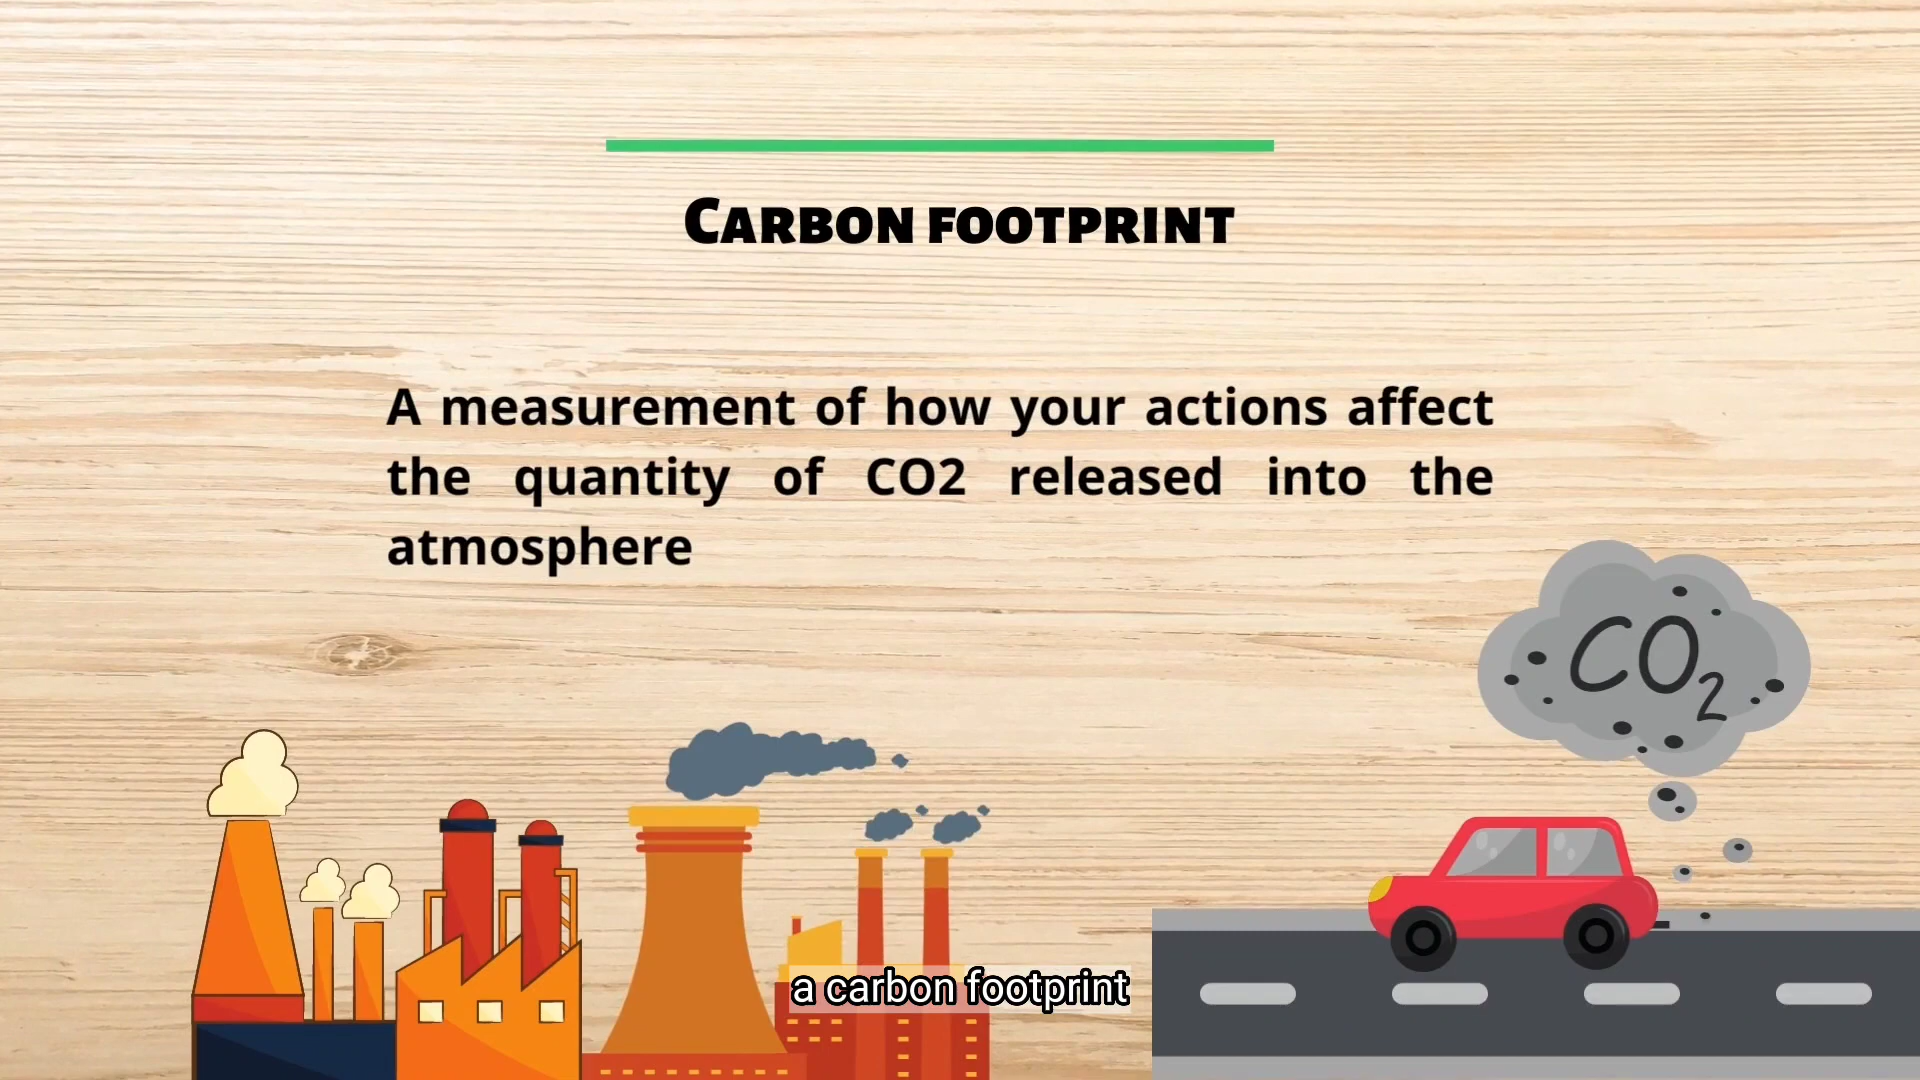 Carbon footprint
A measurement of how your actions affect
the quantity of CO2 released into the
atmosphere
CO₂
a carbon footprint